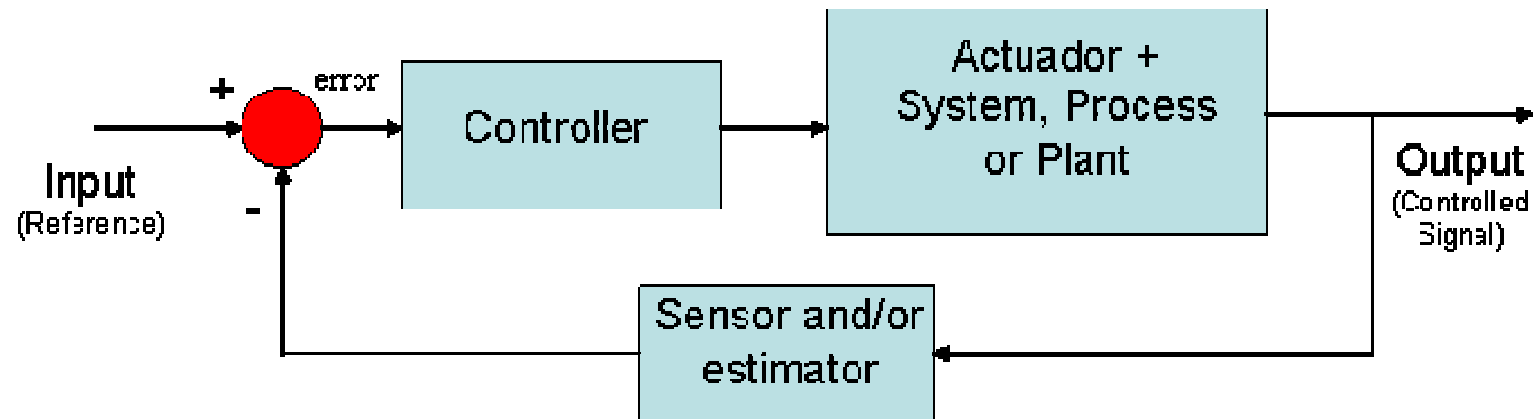 +
error
Input
(Reference)
-
Controller
Actuador +
System, Process
or Plant
Output
(Controlled
Signal)
Sensor and/or
estimator